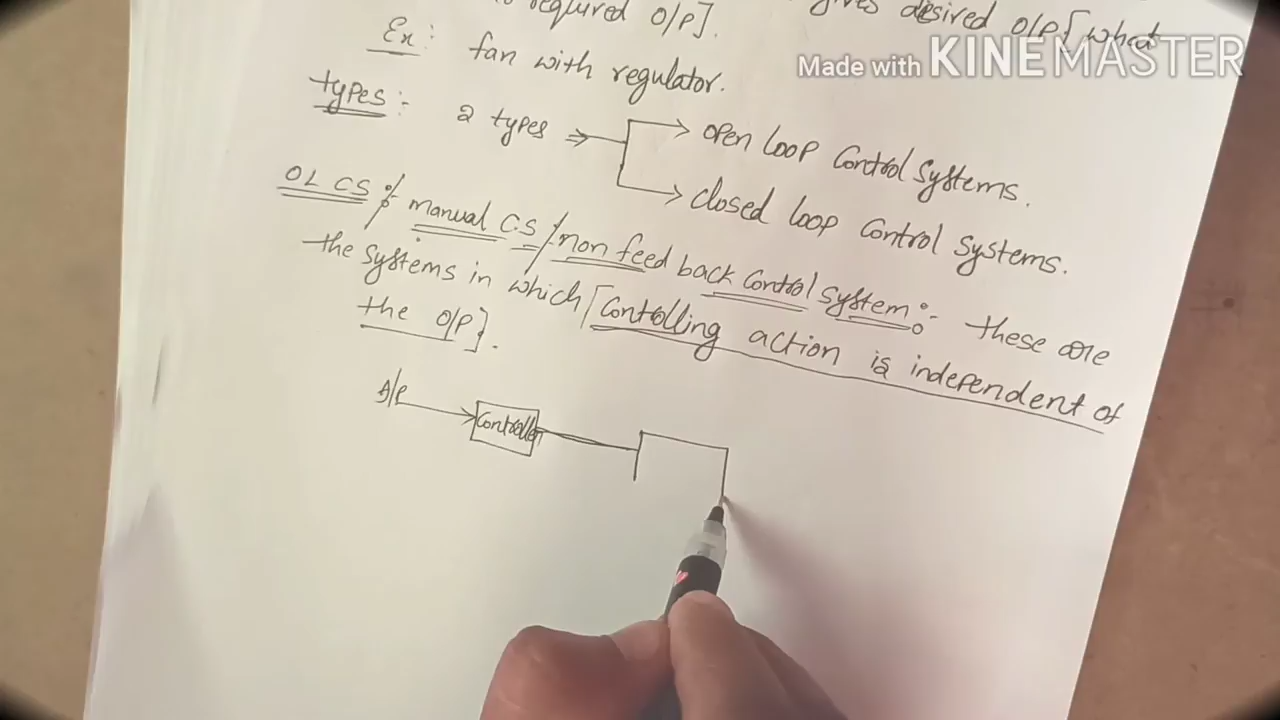 required O/P].
gives desired O/P [what
Made with KINEMASTER
Ex: fan with regulator.
types:- 2 types ⇒ → open loop Control Systems.
→ closed loop Control Systems.
OL CS / manual C.S / non feed back Control System:- these are
the systems in which [Controlling action is independent of
the O/P].
I/P → Controller